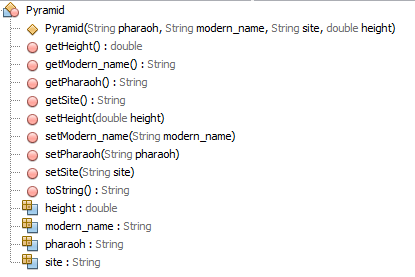 Pyramid
Pyramid(String pharaoh, String modern_name, String site, double height)
getHeight() : double
getModern_name() : String
getPharaoh() : String
getSite() : String
setHeight(double height)
setModern_name(String modern_name)
setPharaoh(String pharaoh)
setSite(String site)
toString() : String
height : double
modern_name : String
pharaoh : String
site : String